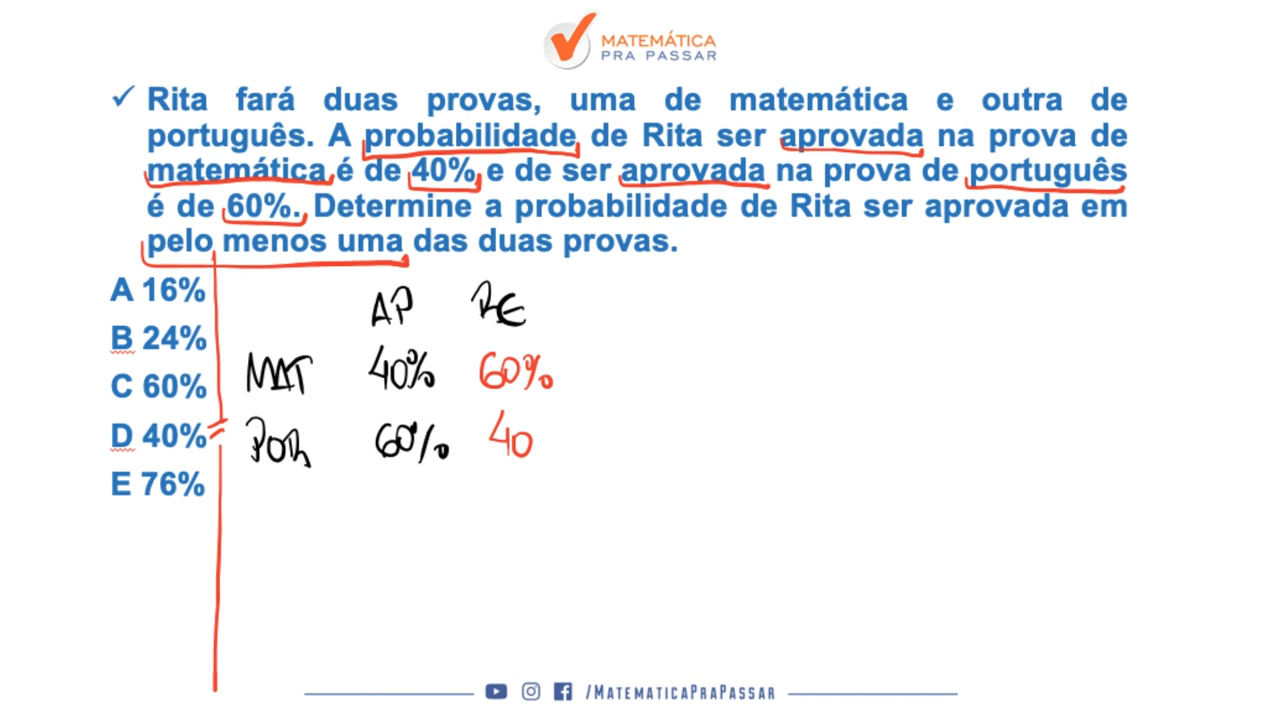 MATEMÁTICA
PRA PASSAR
✓ Rita fará duas provas, uma de matemática e outra de
português. A probabilidade de Rita ser aprovada na prova de
matemática é de 40% e de ser aprovada na prova de português
é de 60%. Determine a probabilidade de Rita ser aprovada em
pelo menos uma das duas provas.
A 16%
B 24%
C 60%
D 40%
E 76%
AP RE
MAT 40% 60%
POR 60% 40
/MATEMATICAPRAPASSAR